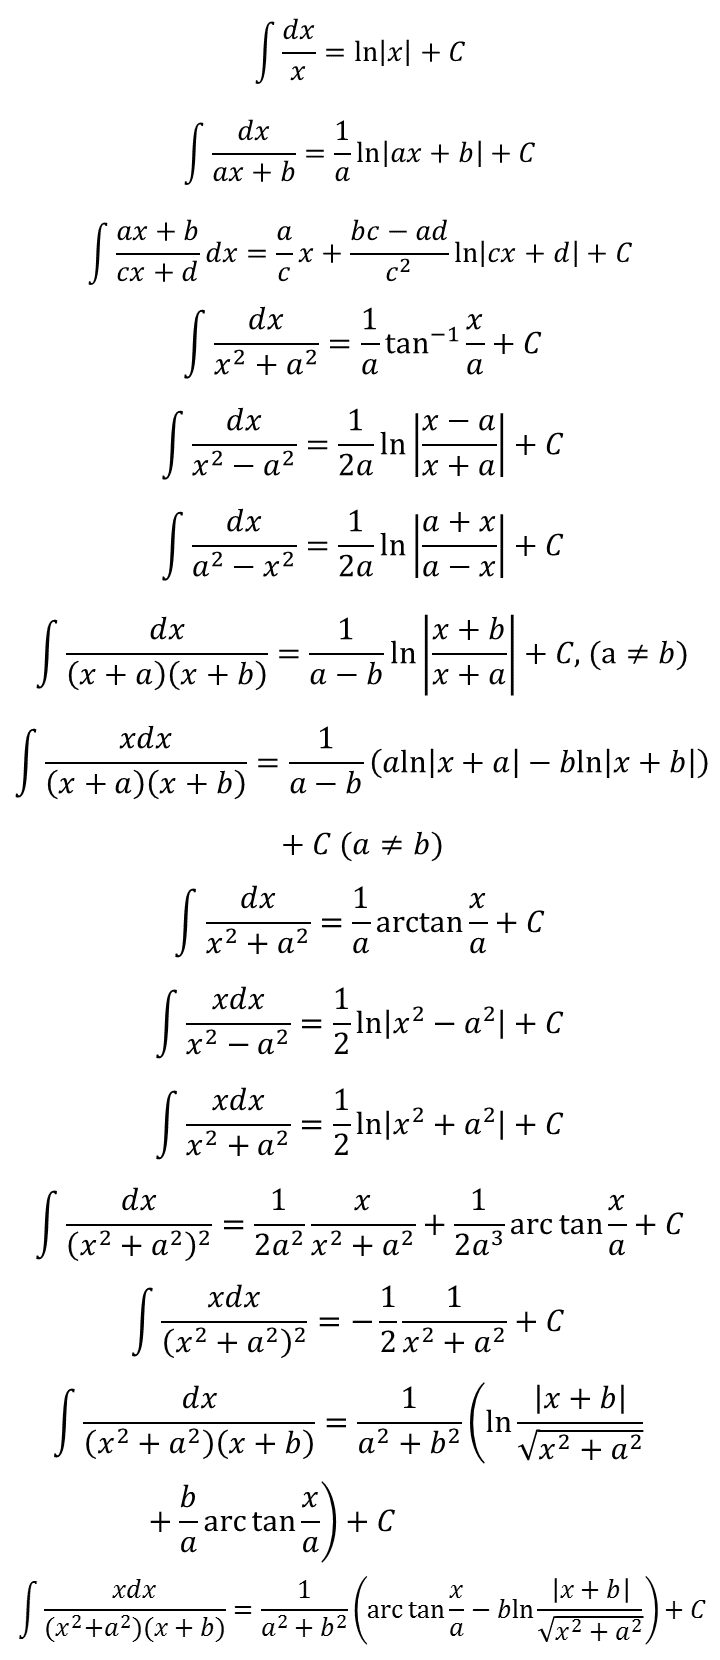 ∫ dx/x = ln|x| + C
∫ dx/(ax + b) = 1/a ln|ax + b| + C
∫ (ax + b)/(cx + d) dx = a/c x + (bc − ad)/c² ln|cx + d| + C
∫ dx/(x² + a²) = 1/a tan⁻¹ x/a + C
∫ dx/(x² − a²) = 1/2a ln |(x − a)/(x + a)| + C
∫ dx/(a² − x²) = 1/2a ln |(a + x)/(a − x)| + C
∫ dx/((x + a)(x + b)) = 1/(a − b) ln |(x + b)/(x + a)| + C, (a ≠ b)
∫ xdx/((x + a)(x + b)) = 1/(a − b) (aln|x + a| − bln|x + b|)
+ C (a ≠ b)
∫ dx/(x² + a²) = 1/a arctan x/a + C
∫ xdx/(x² − a²) = 1/2 ln|x² − a²| + C
∫ xdx/(x² + a²) = 1/2 ln|x² + a²| + C
∫ dx/(x² + a²)² = 1/2a² x/(x² + a²) + 1/2a³ arc tan x/a + C
∫ xdx/(x² + a²)² = −1/2 1/(x² + a²) + C
∫ dx/((x² + a²)(x + b)) = 1/(a² + b²) (ln |x + b|/√(x² + a²)
+ b/a arc tan x/a) + C
∫ xdx/((x²+a²)(x + b)) = 1/(a² + b²) (arc tan x/a − bln |x + b|/√(x² + a²)) + C